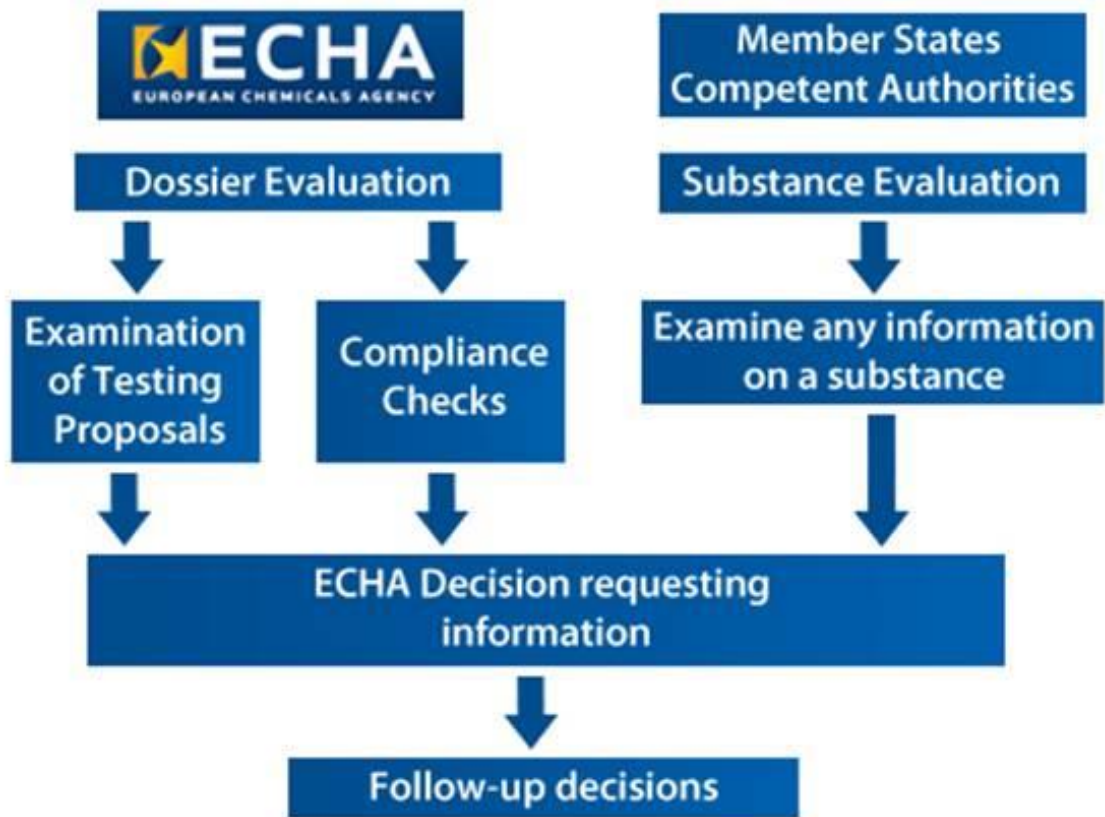 ECHA
EUROPEAN CHEMICALS AGENCY
Member States
Competent Authorities
Dossier Evaluation
Substance Evaluation
Examination
of Testing
Proposals
Compliance
Checks
Examine any information
on a substance
ECHA Decision requesting
information
Follow-up decisions